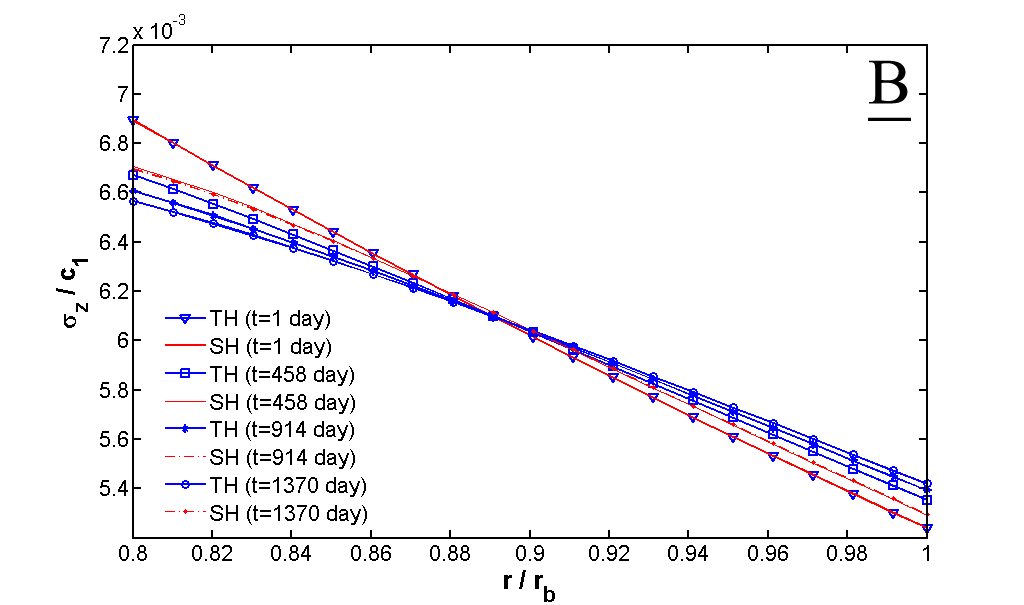 x 10⁻³
B
7.2
7
6.8
6.6
6.4
6.2
6
5.8
5.6
5.4
σz / c1
TH (t=1 day)
SH (t=1 day)
TH (t=458 day)
SH (t=458 day)
TH (t=914 day)
SH (t=914 day)
TH (t=1370 day)
SH (t=1370 day)
0.8 0.82 0.84 0.86 0.88 0.9 0.92 0.94 0.96 0.98 1
r / rb